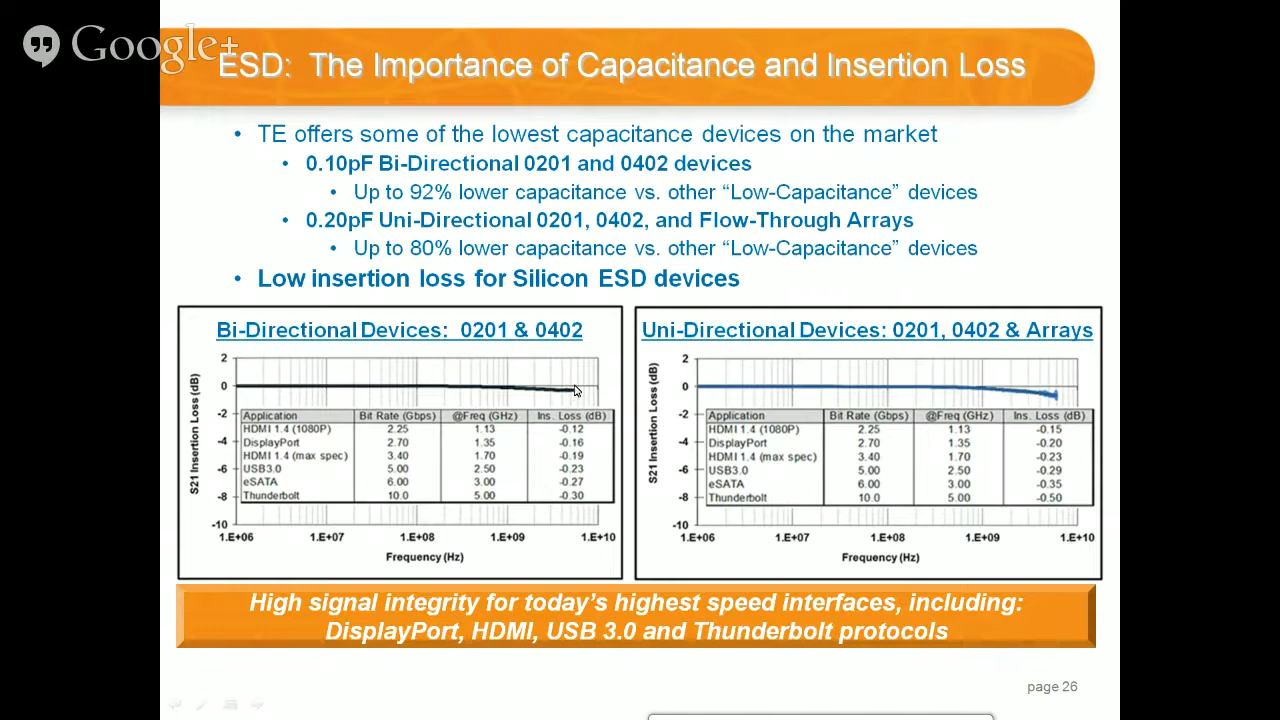 Google+
ESD: The Importance of Capacitance and Insertion Loss
• TE offers some of the lowest capacitance devices on the market
• 0.10pF Bi-Directional 0201 and 0402 devices
• Up to 92% lower capacitance vs. other “Low-Capacitance” devices
• 0.20pF Uni-Directional 0201, 0402, and Flow-Through Arrays
• Up to 80% lower capacitance vs. other “Low-Capacitance” devices
• Low insertion loss for Silicon ESD devices
Bi-Directional Devices: 0201 & 0402
S21 Insertion Loss (dB)
2
0
-2
-4
-6
-8
-10
Application Bit Rate (Gbps) @Freq (GHz) Ins. Loss (dB)
HDMI 1.4 (1080P) 2.25 1.13 -0.12
DisplayPort 2.70 1.35 -0.16
HDMI 1.4 (max spec) 3.40 1.70 -0.19
USB3.0 5.00 2.50 -0.23
eSATA 6.00 3.00 -0.27
Thunderbolt 10.0 5.00 -0.30
1.E+06 1.E+07 1.E+08 1.E+09 1.E+10
Frequency (Hz)
Uni-Directional Devices: 0201, 0402 & Arrays
S21 Insertion Loss (dB)
2
0
-2
-4
-6
-8
-10
Application Bit Rate (Gbps) @Freq (GHz) Ins. Loss (dB)
HDMI 1.4 (1080P) 2.25 1.13 -0.15
DisplayPort 2.70 1.35 -0.20
HDMI 1.4 (max spec) 3.40 1.70 -0.23
USB3.0 5.00 2.50 -0.29
eSATA 6.00 3.00 -0.35
Thunderbolt 10.0 5.00 -0.50
1.E+06 1.E+07 1.E+08 1.E+09 1.E+10
Frequency (Hz)
High signal integrity for today’s highest speed interfaces, including:
DisplayPort, HDMI, USB 3.0 and Thunderbolt protocols
page 26